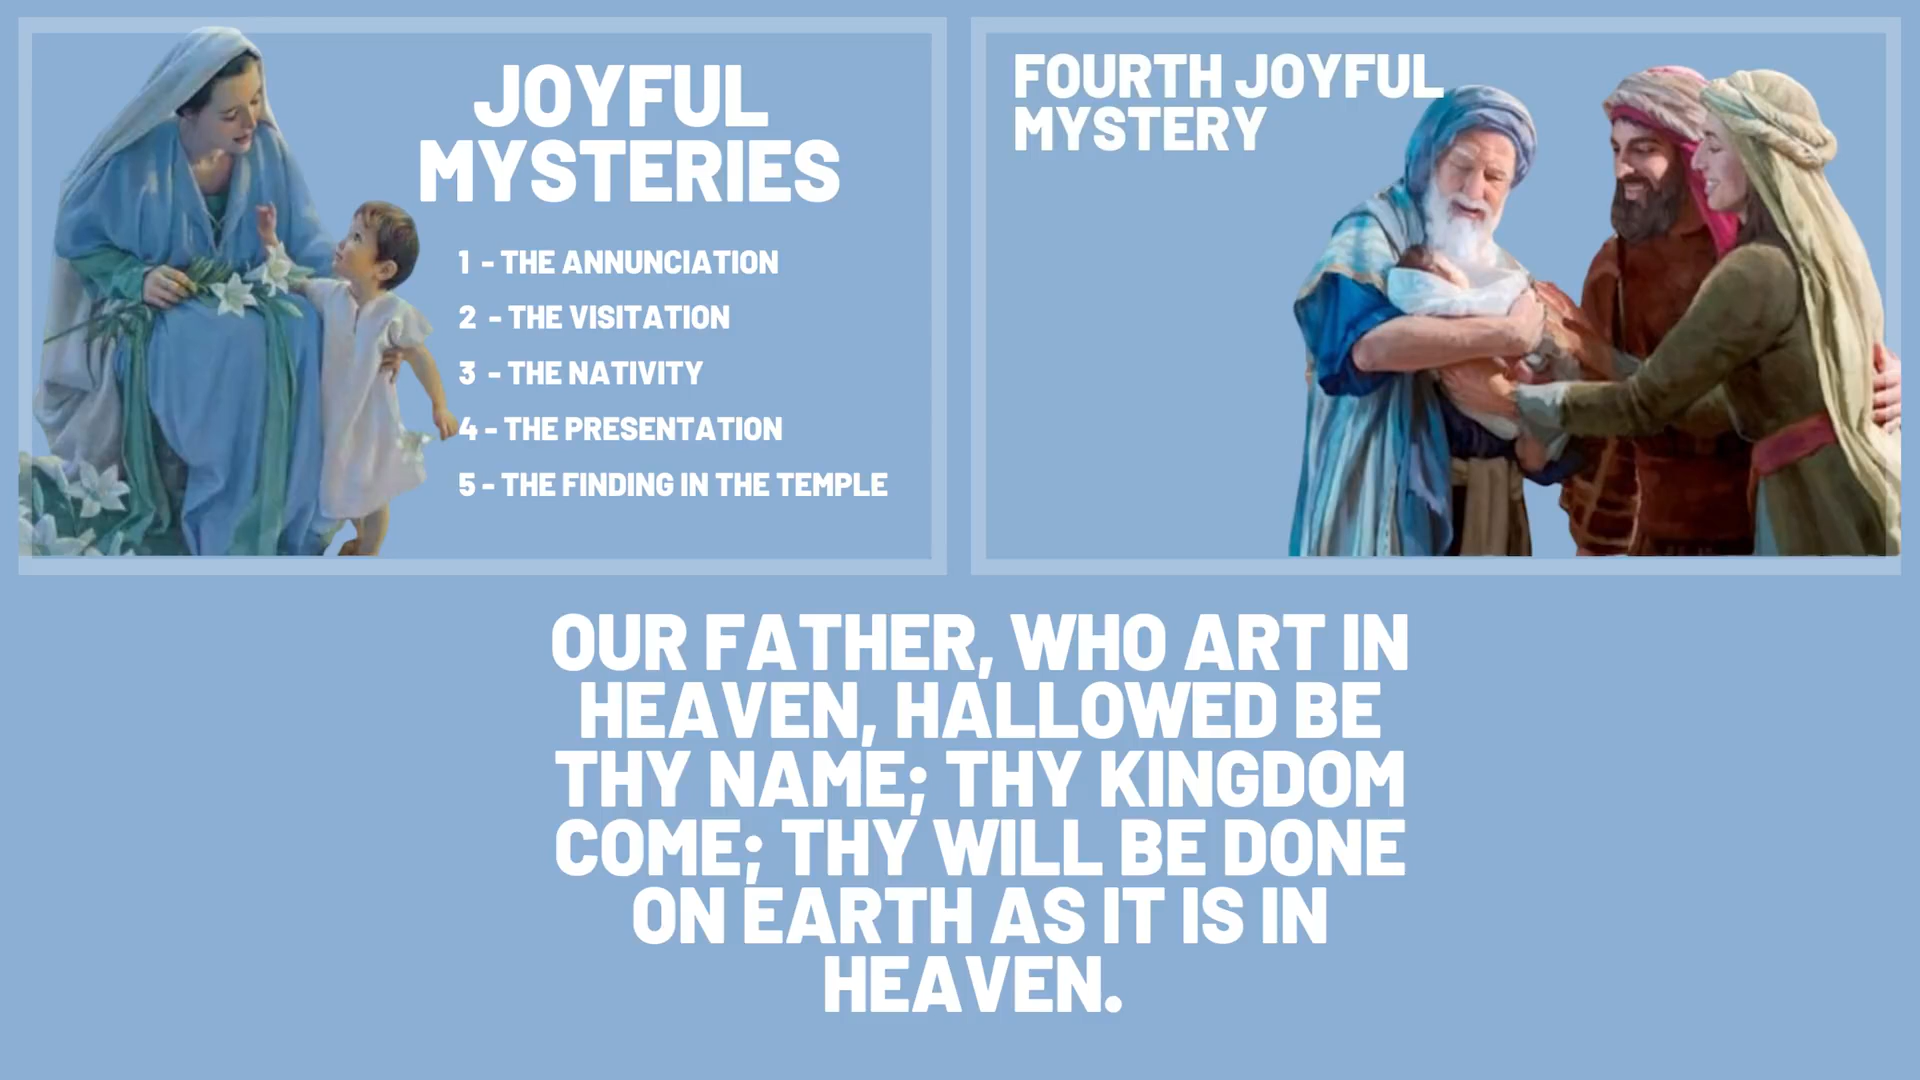 JOYFUL
MYSTERIES
1 - THE ANNUNCIATION
2 - THE VISITATION
3 - THE NATIVITY
4 - THE PRESENTATION
5 - THE FINDING IN THE TEMPLE
FOURTH JOYFUL
MYSTERY
OUR FATHER, WHO ART IN
HEAVEN, HALLOWED BE
THY NAME; THY KINGDOM
COME; THY WILL BE DONE
ON EARTH AS IT IS IN
HEAVEN.